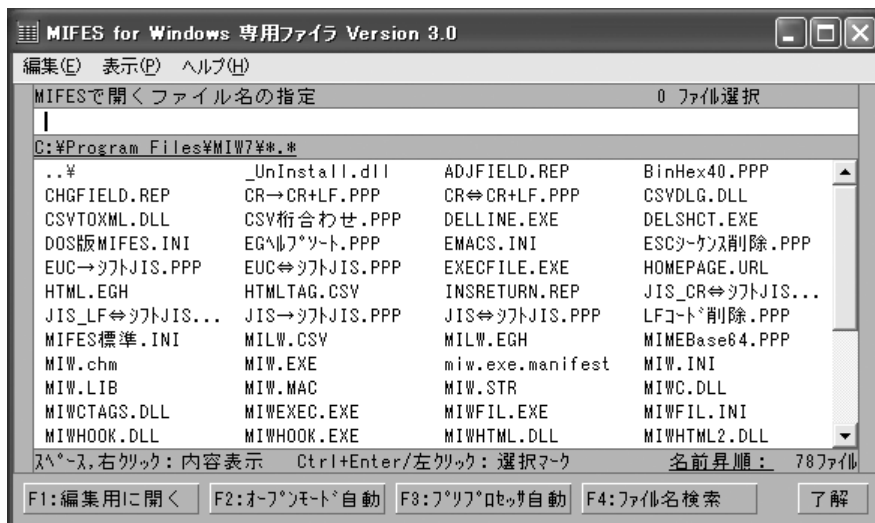 MIFES for Windows 専用ファイラ Version 3.0
編集(E) 表示(P) ヘルプ(H)
MIFESで開くファイル名の指定 0 ﾌｧｲﾙ選択
C:¥Program Files¥MIW7¥*.*
..¥ _UnInstall.dll ADJFIELD.REP BinHex40.PPP
CHGFIELD.REP CR→CR+LF.PPP CR⇔CR+LF.PPP CSVDLG.DLL
CSVTOXML.DLL CSV桁合わせ.PPP DELLINE.EXE DELSHCT.EXE
DOS版MIFES.INI EGﾍﾙﾌﾟｿｰﾄ.PPP EMACS.INI ESCｼｰｹﾝｽ削除.PPP
EUC→ｼﾌﾄJIS.PPP EUC⇔ｼﾌﾄJIS.PPP EXECFILE.EXE HOMEPAGE.URL
HTML.EGH HTMLTAG.CSV INSRETURN.REP JIS_CR⇔ｼﾌﾄJIS...
JIS_LF⇔ｼﾌﾄJIS... JIS→ｼﾌﾄJIS.PPP JIS⇔ｼﾌﾄJIS.PPP LFｺｰﾄﾞ削除.PPP
MIFES標準.INI MILW.CSV MILW.EGH MIMEBase64.PPP
MIW.chm MIW.EXE miw.exe.manifest MIW.INI
MIW.LIB MIW.MAC MIW.STR MIWC.DLL
MIWCTAGS.DLL MIWEXEC.EXE MIWFIL.EXE MIWFIL.INI
MIWHOOK.DLL MIWHOOK.EXE MIWHTML.DLL MIWHTML2.DLL
ｽﾍﾟｰｽ,右ｸﾘｯｸ:内容表示 Ctrl+Enter/左ｸﾘｯｸ:選択ﾏｰｸ 名前昇順: 78ﾌｧｲﾙ
F1:編集用に開く F2:ｵｰﾌﾟﾝﾓｰﾄﾞ自動 F3:ﾌﾟﾘﾌﾟﾛｾｯｻ自動 F4:ﾌｧｲﾙ名検索 了解